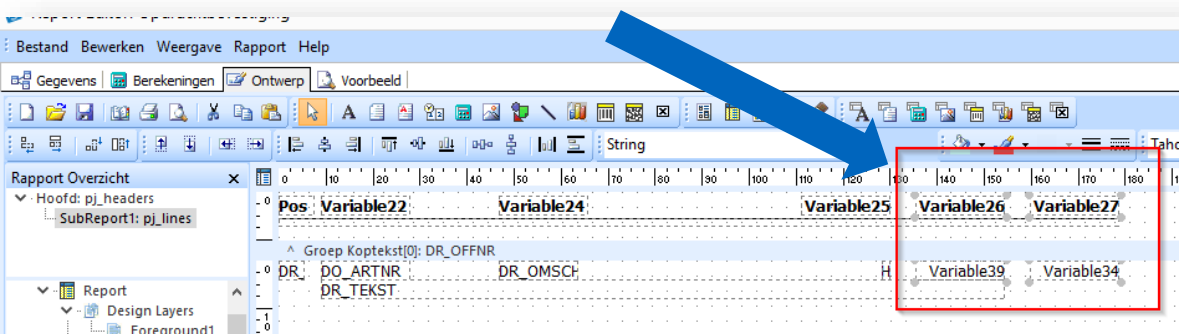 Bestand Bewerken Weergave Rapport Help
Gegevens Berekeningen Ontwerp Voorbeeld
String
Rapport Overzicht
0 10 20 30 40 50 60 70 80 90 100 110 120 130 140 150 160 170 180
Hoofd: pj_headers
SubReport1: pj_lines
Pos Variable22 Variable24 Variable25 Variable26 Variable27
^ Groep Koptekst[0]: DR_OFFNR
DR_ DO_ARTNR DR_OMSCH H Variable39 Variable34
DR_TEKST
Report
Design Layers
Foreground1